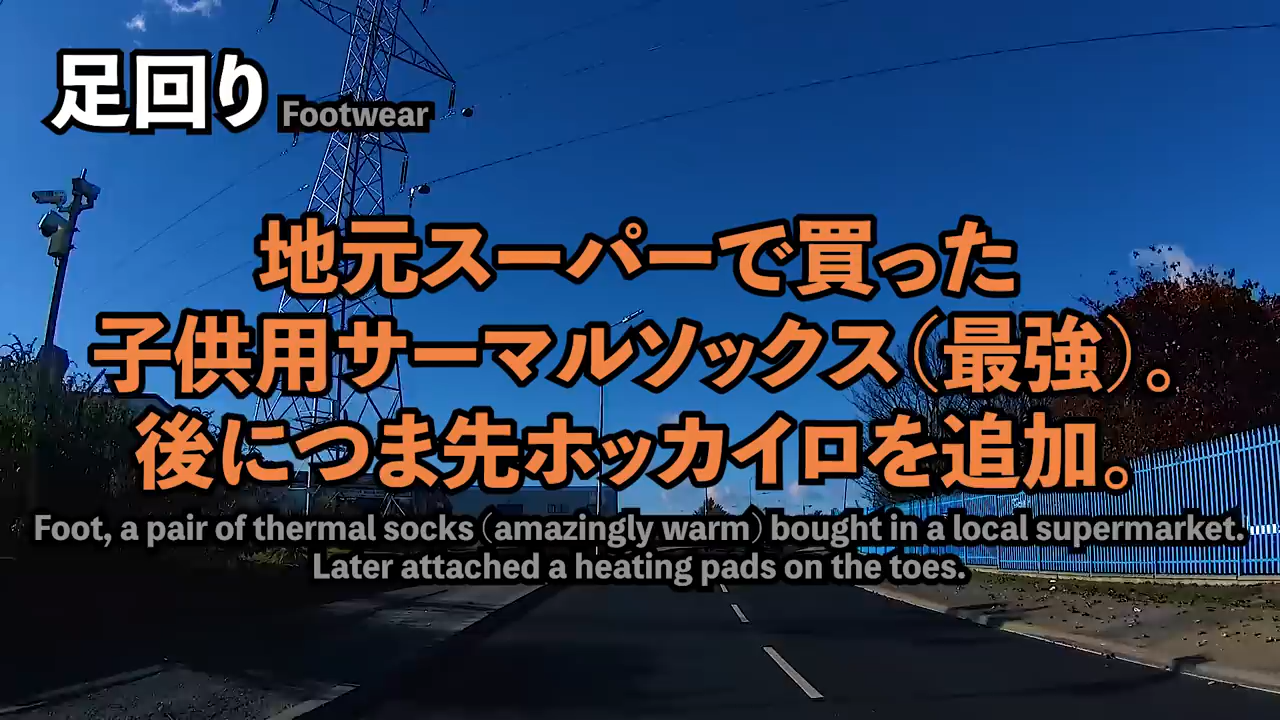 足回り Footwear
地元スーパーで買った
子供用サーマルソックス（最強）。
後につま先ホッカイロを追加。
Foot, a pair of thermal socks（amazingly warm）bought in a local supermarket.
Later attached a heating pads on the toes.